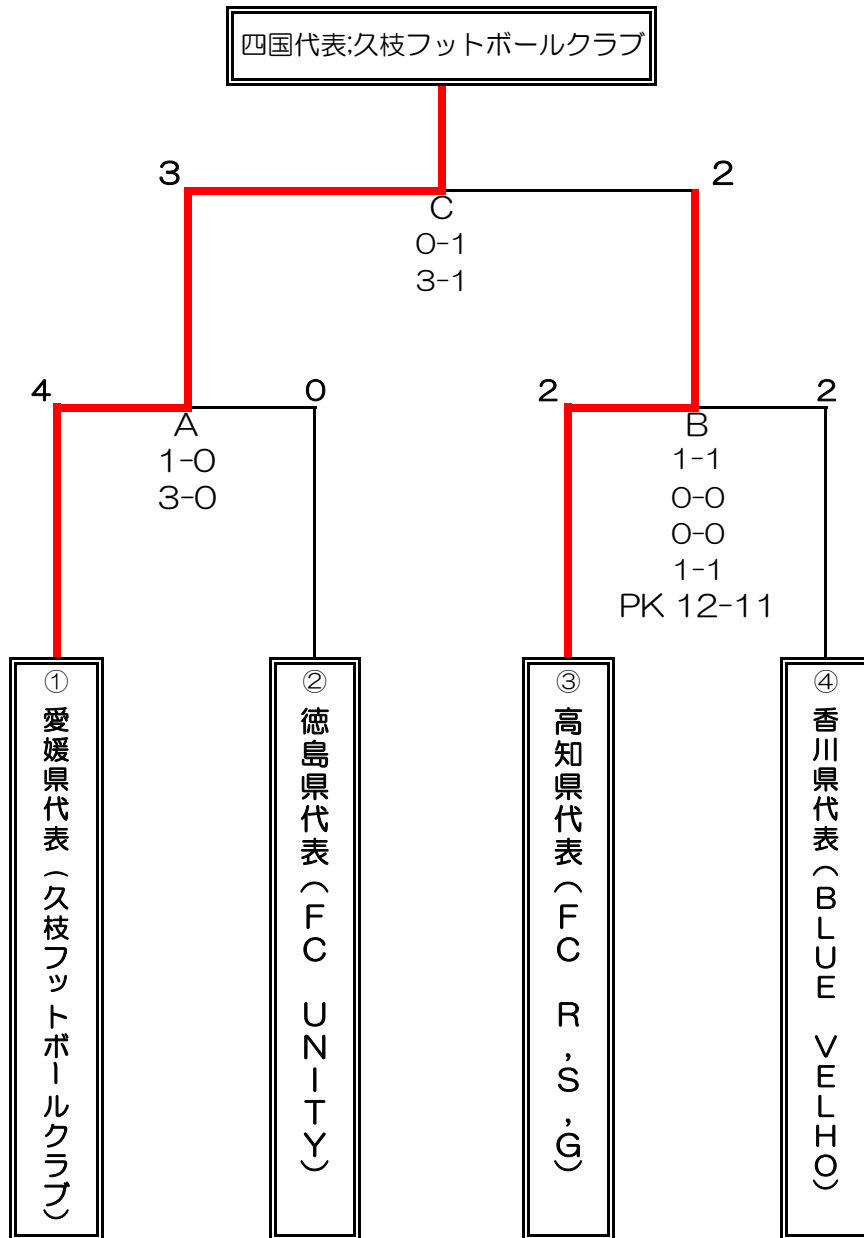 四国代表;久枝フットボールクラブ
3
2
C
0-1
3-1
4
0
2
2
A
1-0
3-0
B
1-1
0-0
0-0
1-1
PK 12-11
①愛媛県代表(久枝フットボールクラブ)
②徳島県代表(FC UNITY)
③高知県代表(FC R,S,G)
④香川県代表(BLUE VELHO)